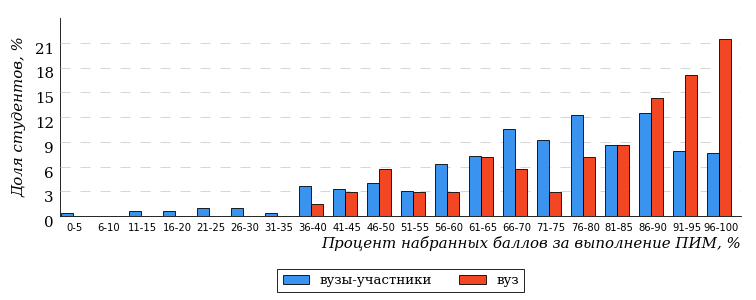 Доля студентов, %
21
18
15
12
9
6
3
0
0-5 6-10 11-15 16-20 21-25 26-30 31-35 36-40 41-45 46-50 51-55 56-60 61-65 66-70 71-75 76-80 81-85 86-90 91-95 96-100
Процент набранных баллов за выполнение ПИМ, %
вузы-участники вуз